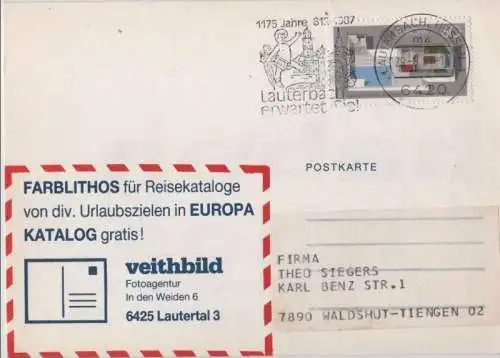 1175 Jahre 812-1987
Lauterbach
erwartet Sie!
LAUTERBACH, HESSEN
6420
POSTKARTE
FARBLITHOS für Reisekataloge
von div. Urlaubszielen in EUROPA
KATALOG gratis!
veithbild
Fotoagentur
In den Weiden 6
6425 Lautertal 3
FIRMA
THEO SIEGERS
KARL BENZ STR.1
7890 WALDSHUT-TIENGEN 02